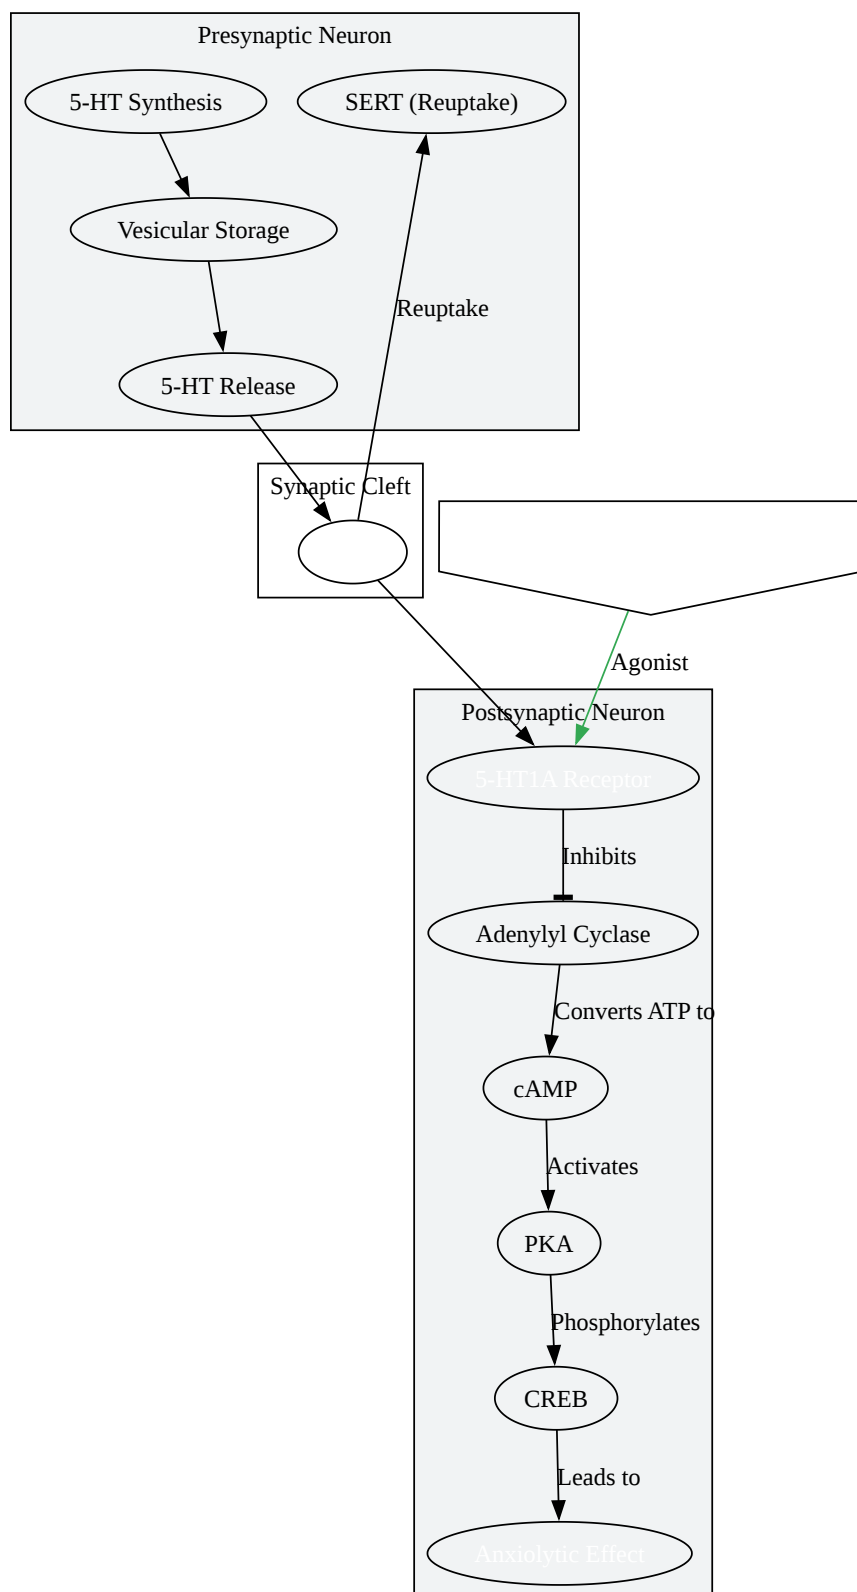 Presynaptic Neuron
5-HT Synthesis
SERT (Reuptake)
Vesicular Storage
Reuptake
5-HT Release
Synaptic Cleft
Agonist
Postsynaptic Neuron
5-HT1A Receptor
Inhibits
Adenylyl Cyclase
Converts ATP to
cAMP
Activates
PKA
Phosphorylates
CREB
Leads to
Anxiolytic Effect